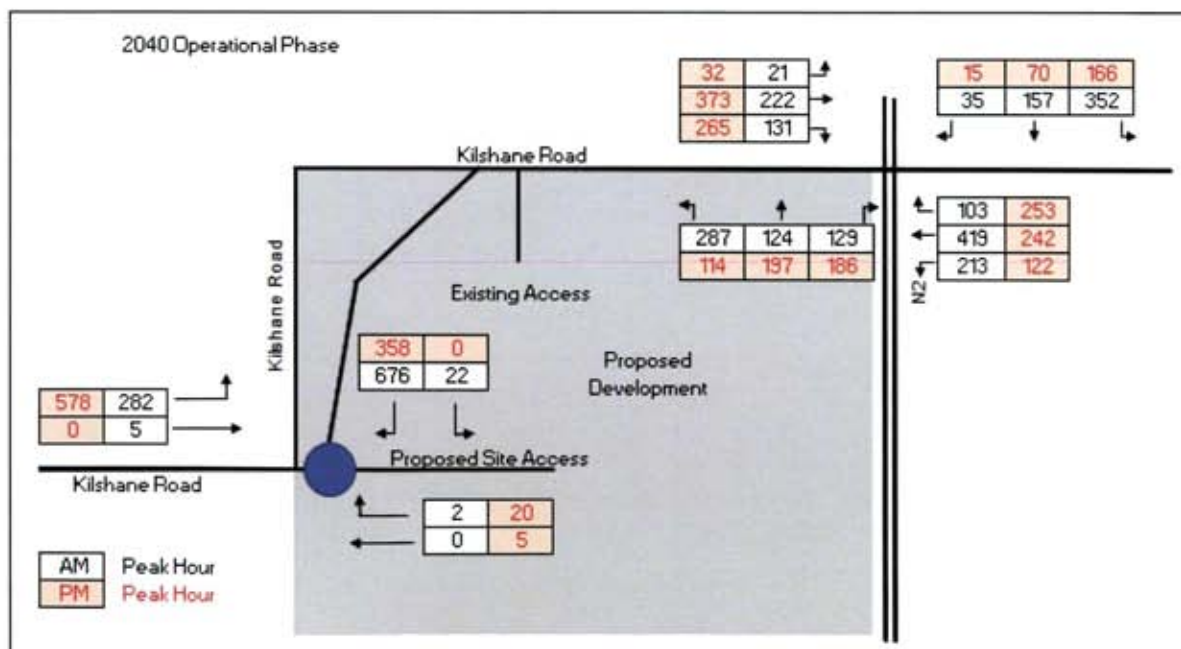 2040 Operational Phase
32 21
373 222
265 131
15 70 166
35 157 352
Kilshane Road
103 253
419 242
213 122
N2
287 124 129
114 197 186
Kilshane Road
Existing Access
358 0
676 22
Proposed
Development
578 282
0 5
Proposed Site Access
Kilshane Road
2 20
0 5
AM Peak Hour
PM Peak Hour